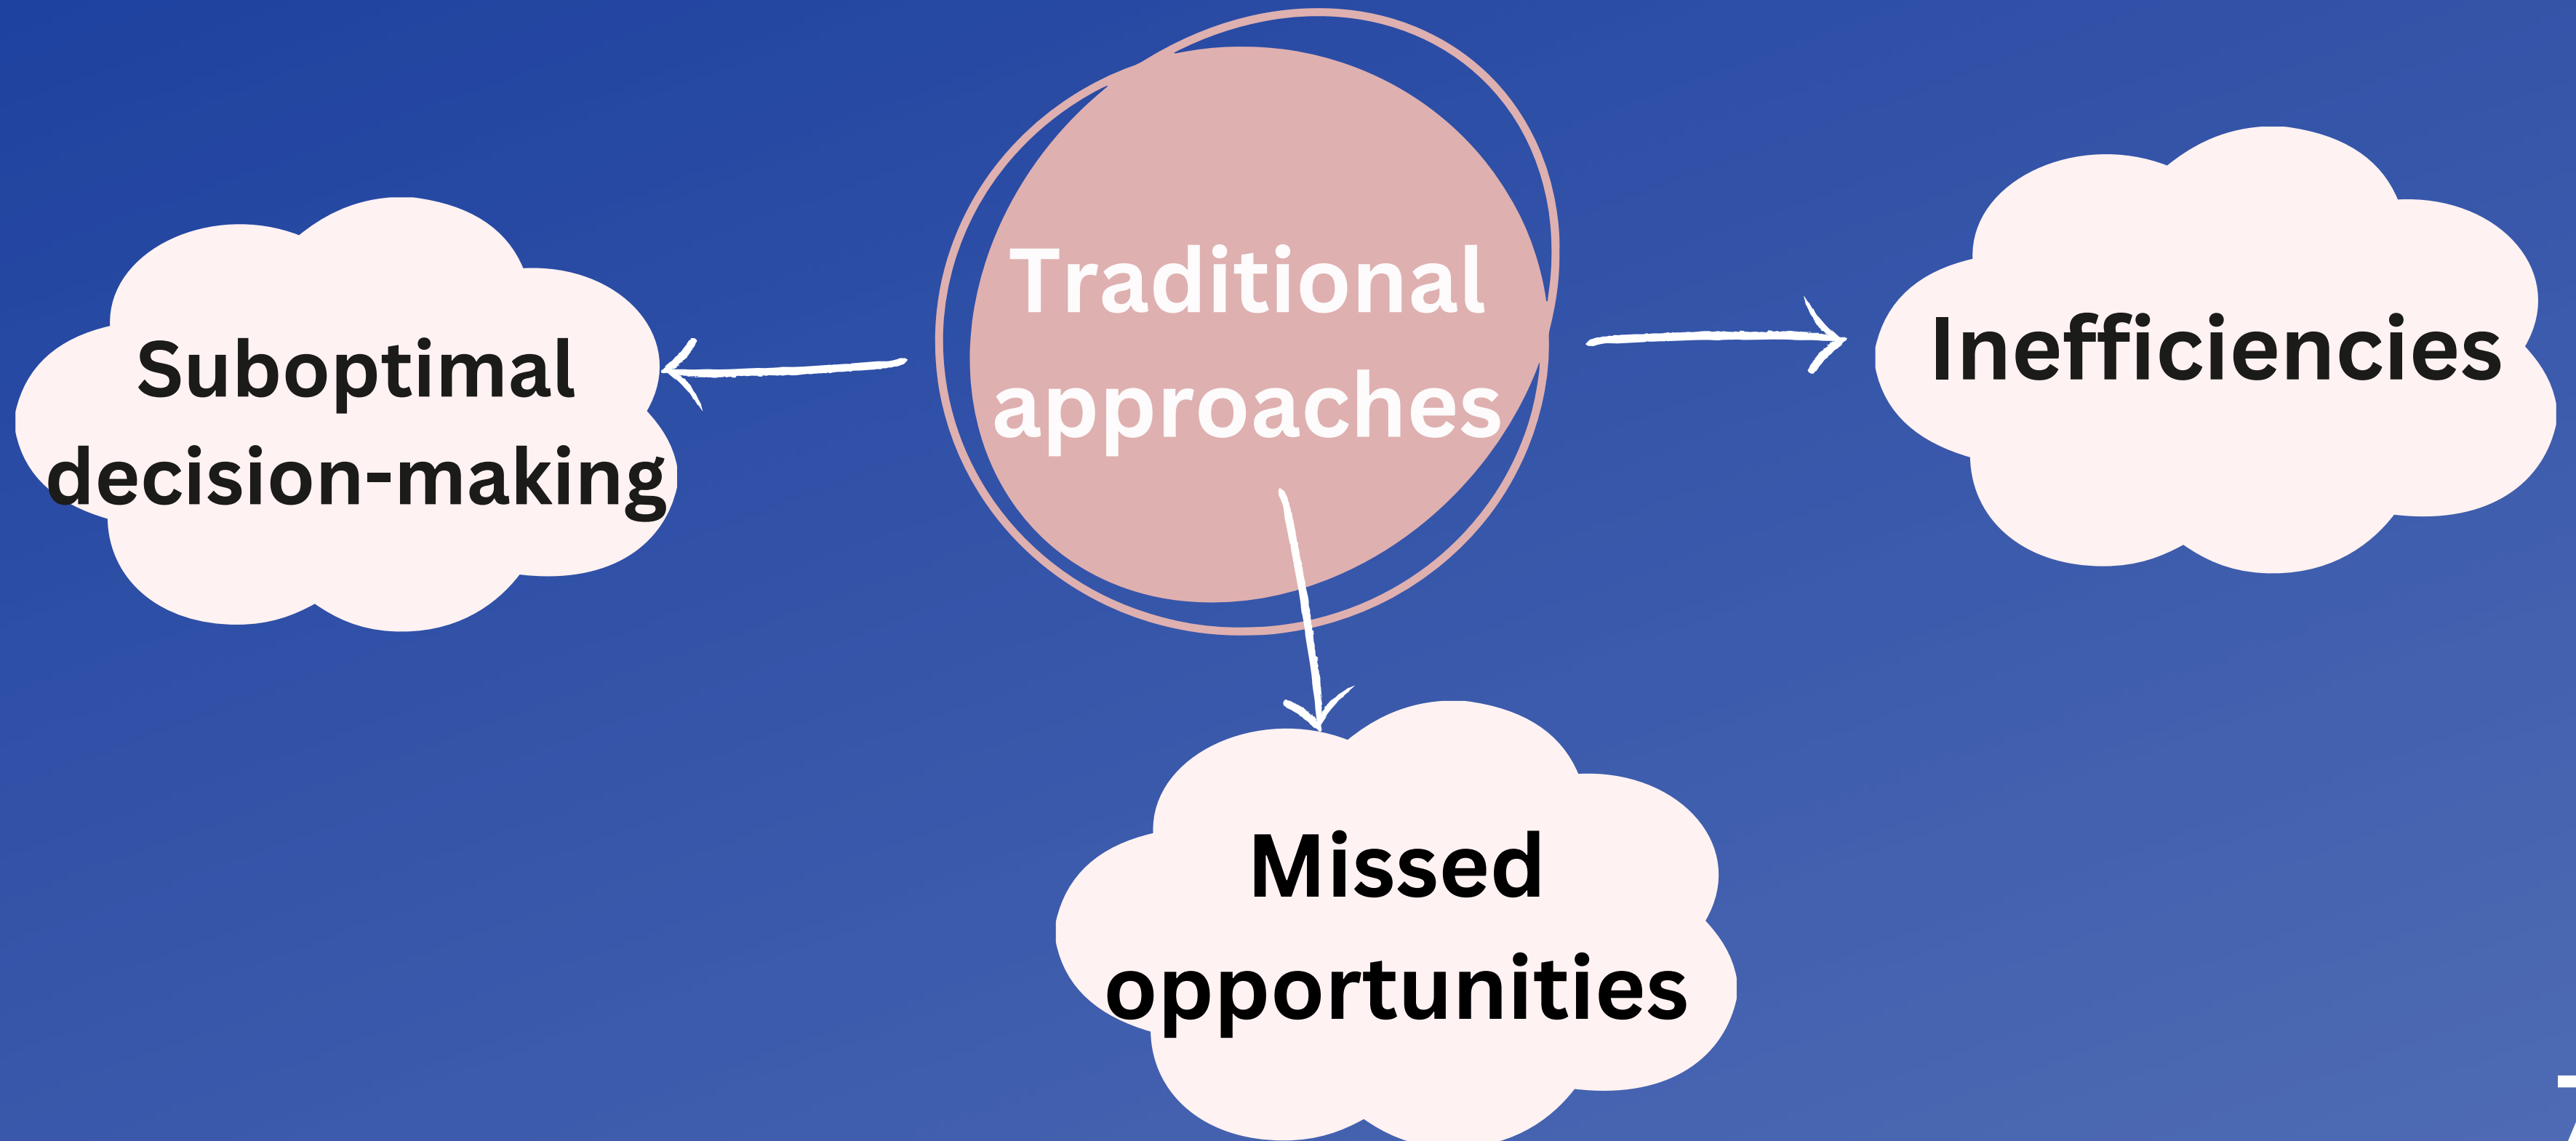 Traditional
approaches
Suboptimal
decision-making
Inefficiencies
Missed
opportunities